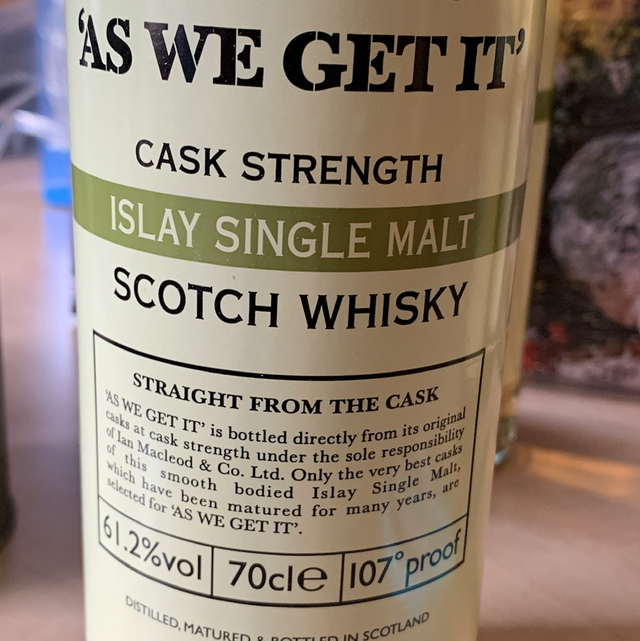 ‘AS WE GET IT’
CASK STRENGTH
ISLAY SINGLE MALT
SCOTCH WHISKY
STRAIGHT FROM THE CASK
‘AS WE GET IT’ is bottled directly from its original
casks at cask strength under the sole responsibility
of Ian Macleod & Co. Ltd. Only the very best casks
of this smooth bodied Islay Single Malt,
which have been matured for many years, are
selected for ‘AS WE GET IT’.
61.2%vol 70cl℮ 107°proof
DISTILLED, MATURED & BOTTLED IN SCOTLAND